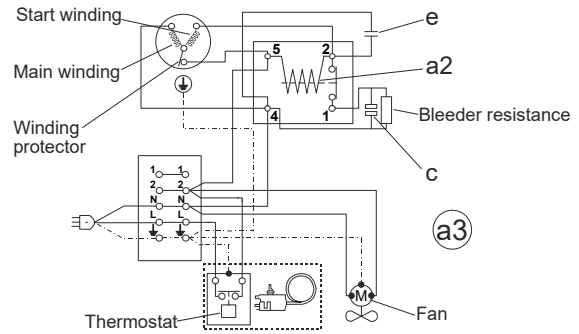 Start winding
e
5 2
a2
Main winding
4 1
Bleeder resistance
Winding
protector
c
1 1
2 2
N N
L L
a3
M
Thermostat
Fan